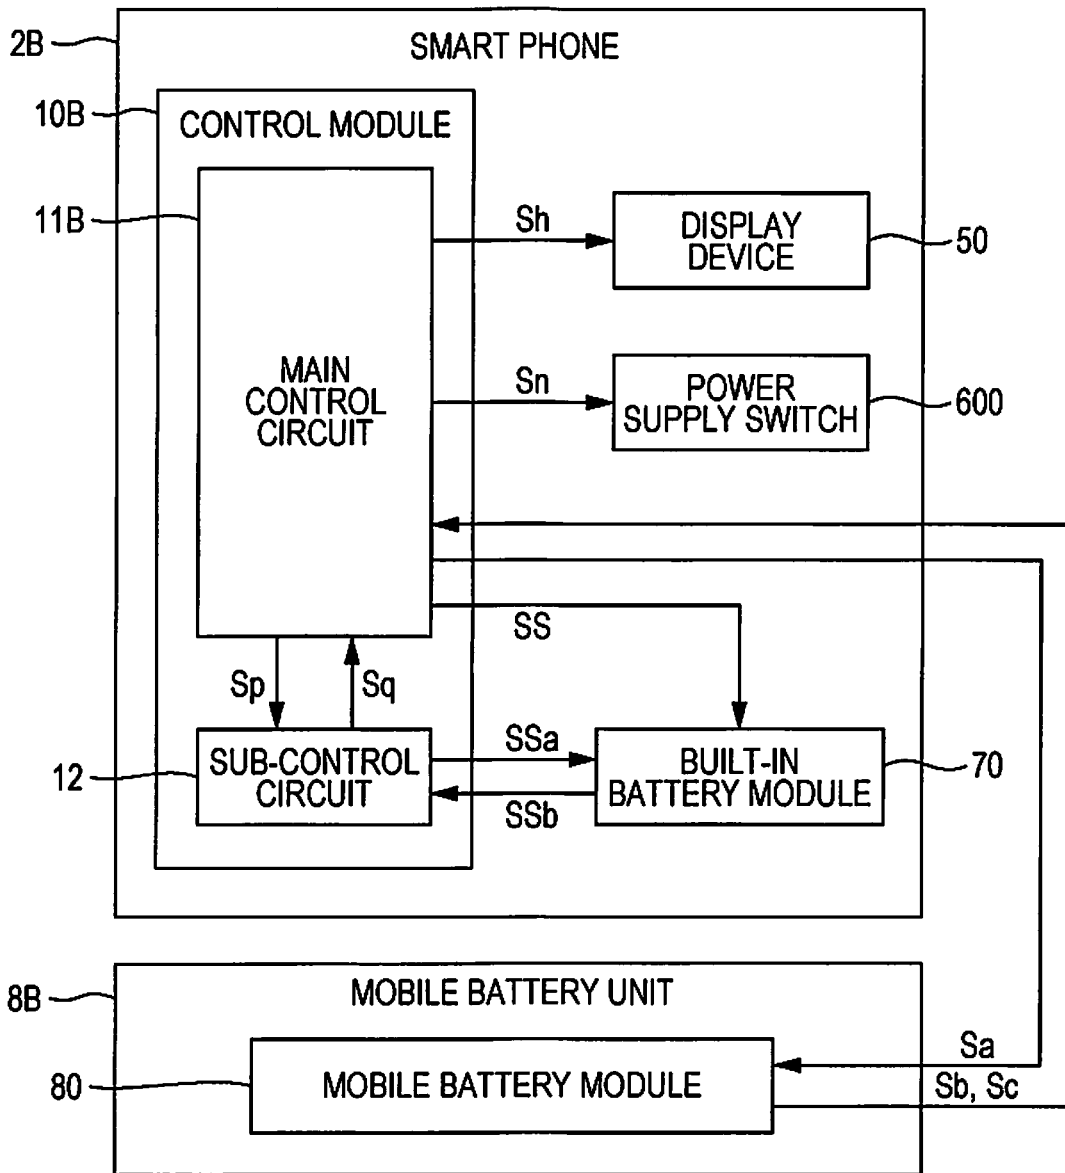 2B
SMART PHONE
10B
CONTROL MODULE
11B
Sh
DISPLAY
DEVICE
50
MAIN
CONTROL
CIRCUIT
Sn
POWER
SUPPLY SWITCH
600
SS
Sp
Sq
12
SUB-CONTROL
CIRCUIT
SSa
SSb
BUILT-IN
BATTERY MODULE
70
8B
MOBILE BATTERY UNIT
80
MOBILE BATTERY MODULE
Sa
Sb, Sc